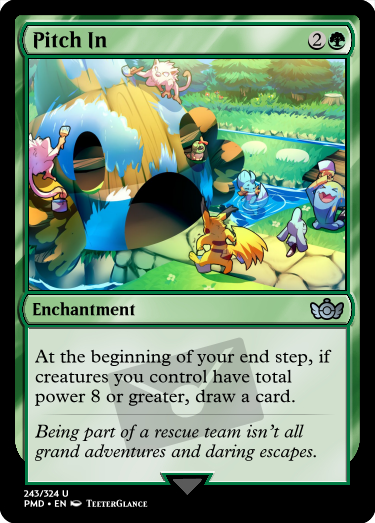 Pitch In 2
Enchantment
At the beginning of your end step, if
creatures you control have total
power 8 or greater, draw a card.
Being part of a rescue team isn't all
grand adventures and daring escapes.
243/324 U
PMD • EN TEETERGLANCE